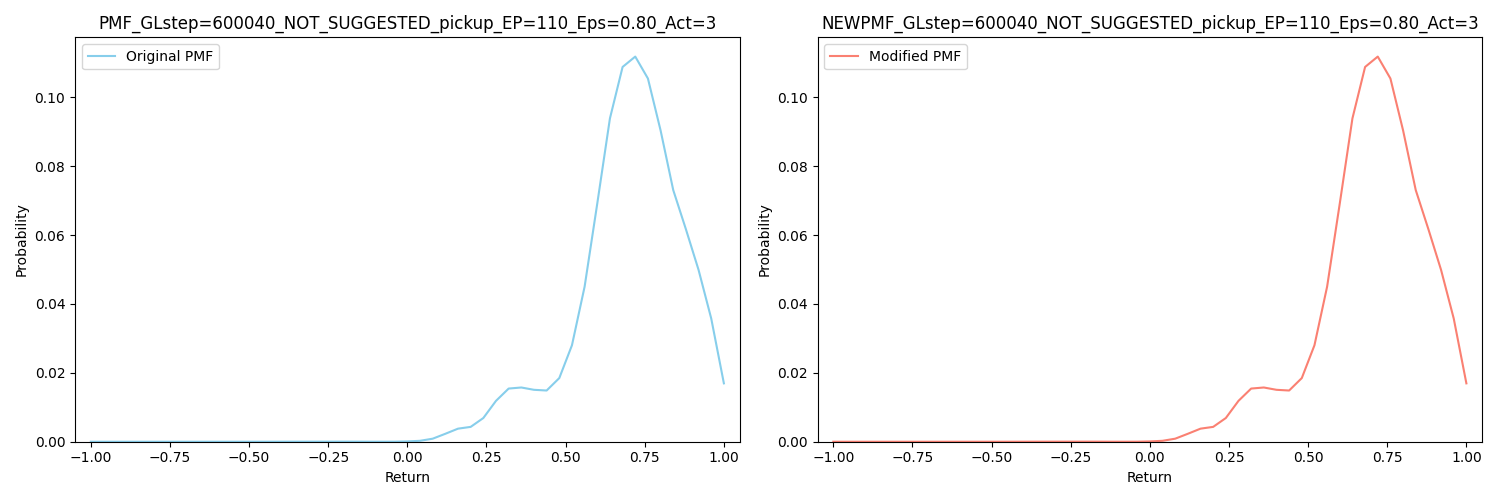 PMF_GLstep=600040_NOT_SUGGESTED_pickup_EP=110_Eps=0.80_Act=3
Original PMF
Probability
0.10
0.08
0.06
0.04
0.02
0.00
−1.00 −0.75 −0.50 −0.25 0.00 0.25 0.50 0.75 1.00
Return
NEWPMF_GLstep=600040_NOT_SUGGESTED_pickup_EP=110_Eps=0.80_Act=3
Modified PMF
Probability
0.10
0.08
0.06
0.04
0.02
0.00
−1.00 −0.75 −0.50 −0.25 0.00 0.25 0.50 0.75 1.00
Return